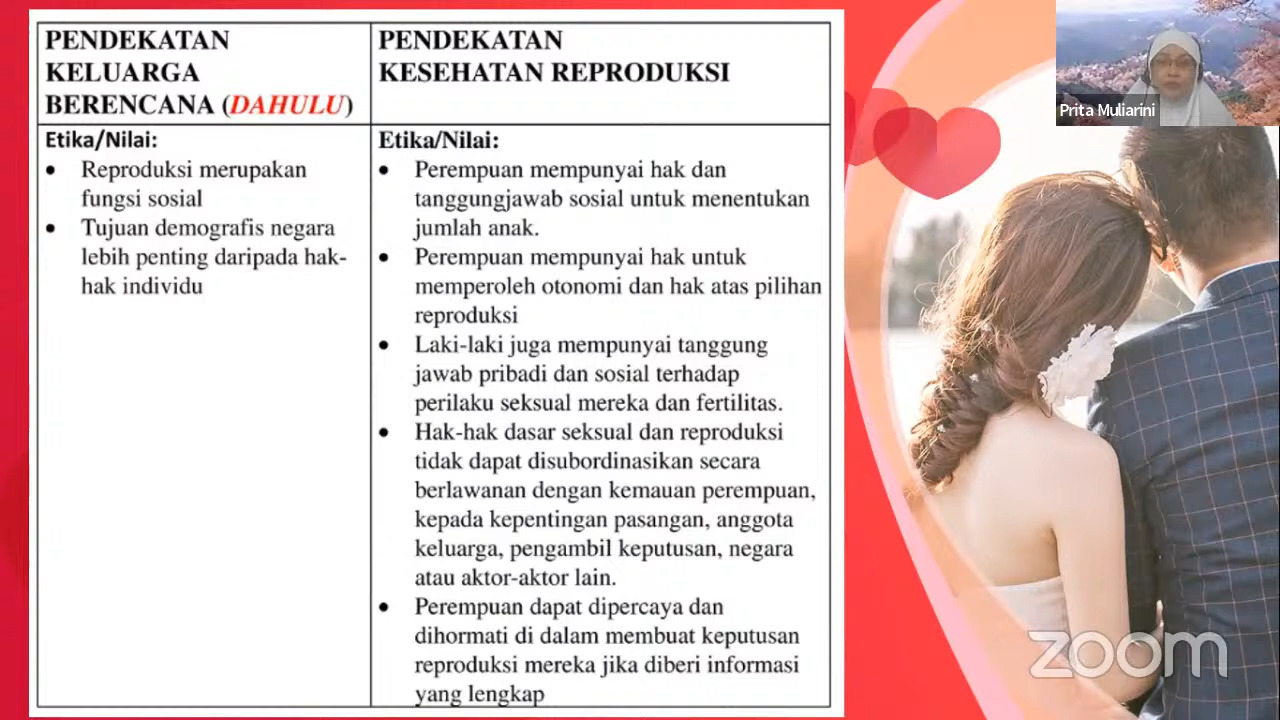 PENDEKATAN
KELUARGA
BERENCANA (DAHULU)
PENDEKATAN
KESEHATAN REPRODUKSI
Etika/Nilai:
• Reproduksi merupakan
fungsi sosial
• Tujuan demografis negara
lebih penting daripada hak-
hak individu
Etika/Nilai:
• Perempuan mempunyai hak dan
tanggungjawab sosial untuk menentukan
jumlah anak.
• Perempuan mempunyai hak untuk
memperoleh otonomi dan hak atas pilihan
reproduksi
• Laki-laki juga mempunyai tanggung
jawab pribadi dan sosial terhadap
perilaku seksual mereka dan fertilitas.
• Hak-hak dasar seksual dan reproduksi
tidak dapat disubordinasikan secara
berlawanan dengan kemauan perempuan,
kepada kepentingan pasangan, anggota
keluarga, pengambil keputusan, negara
atau aktor-aktor lain.
• Perempuan dapat dipercaya dan
dihormati di dalam membuat keputusan
reproduksi mereka jika diberi informasi
yang lengkap
Prita Muliarini
zoom